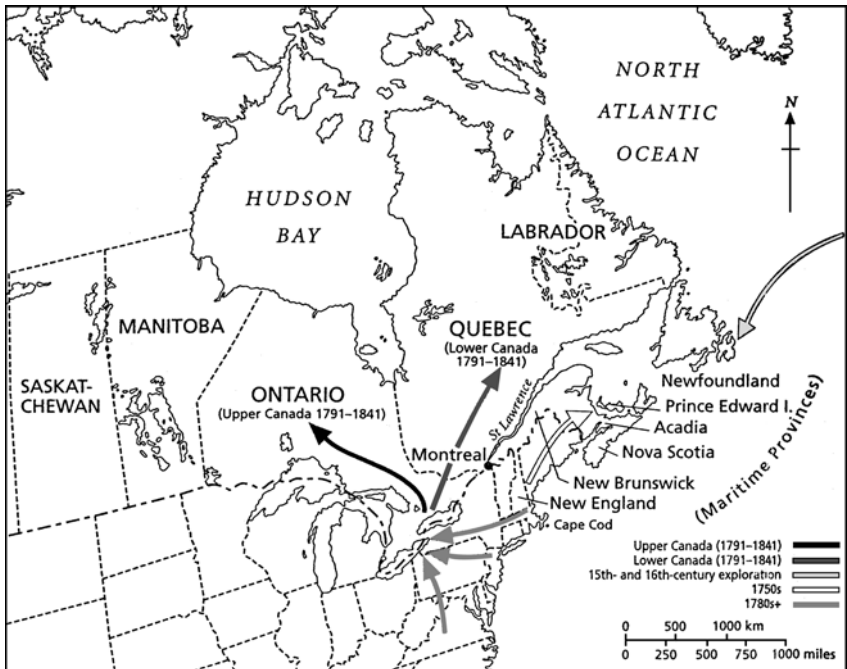 NORTH
ATLANTIC
OCEAN
N
HUDSON
BAY
LABRADOR
MANITOBA
QUEBEC
(Lower Canada
1791–1841)
SASKAT-
CHEWAN
ONTARIO
(Upper Canada 1791–1841)
St Lawrence
Newfoundland
Prince Edward I.
Acadia
Montreal
Nova Scotia
New Brunswick
New England
(Maritime Provinces)
Cape Cod
Upper Canada (1791–1841)
Lower Canada (1791–1841)
15th- and 16th-century exploration
1750s
1780s+
0 500 1000 km
0 250 500 750 1000 miles